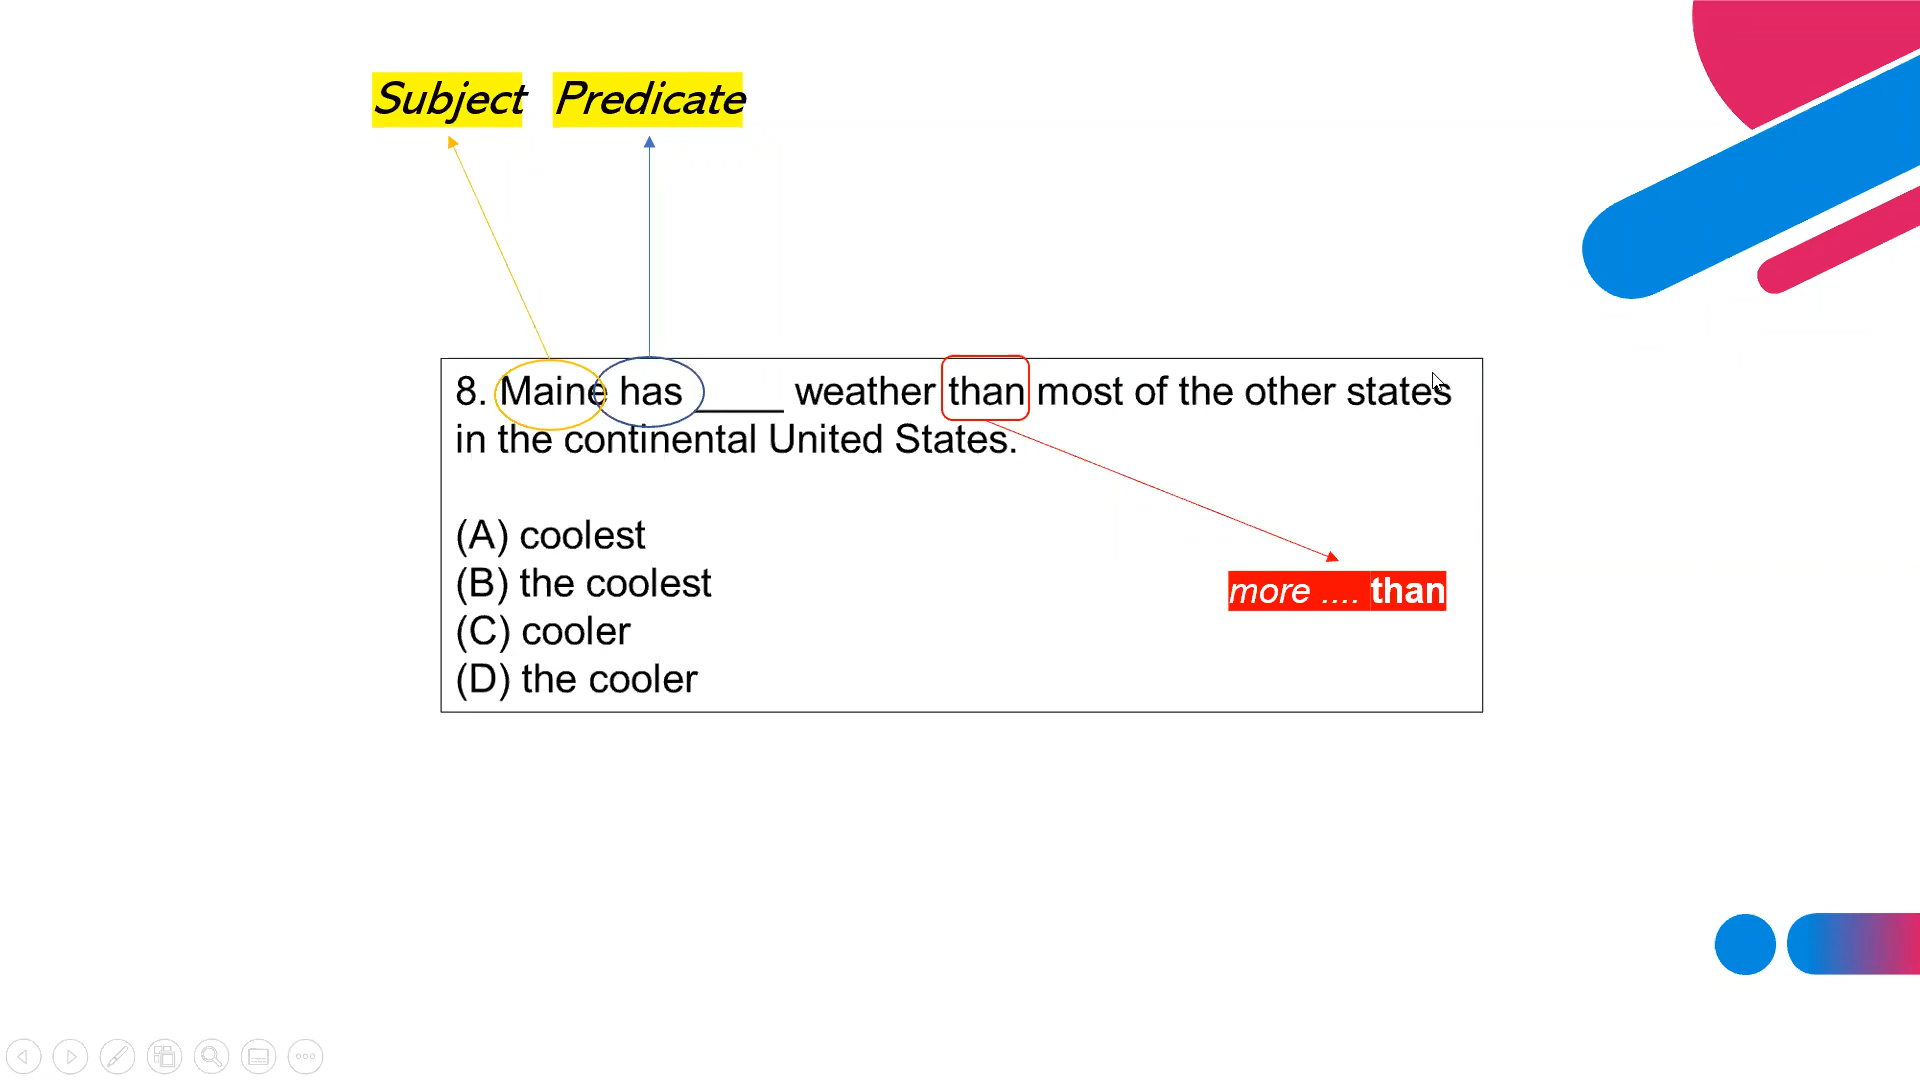 Subject Predicate
8. Maine has ____ weather than most of the other states
in the continental United States.
(A) coolest
(B) the coolest
(C) cooler
(D) the cooler
more .... than